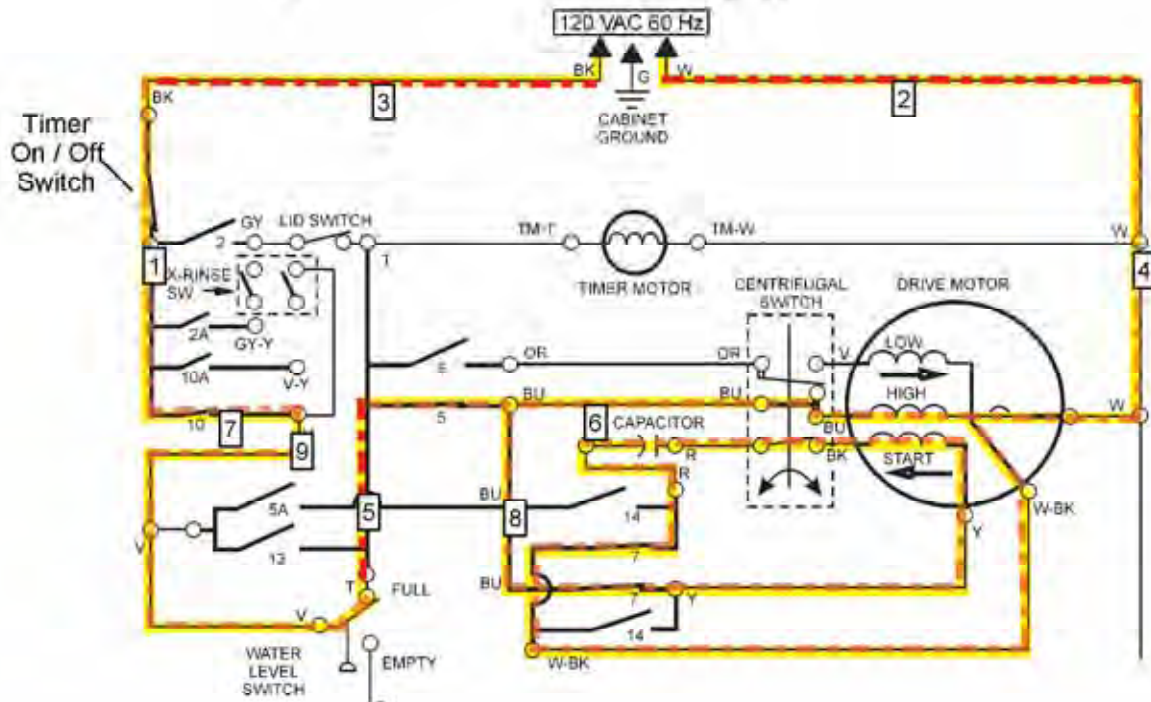 120 VAC 60 Hz
BK
G
W
3
2
CABINET
GROUND
BK
Timer
On / Off
Switch
GY
LID SWITCH
2
1
1
TM-T
TM-W
TIMER MOTOR
W
4
X-RINSE
SW
CENTRIFUGAL
SWITCH
DRIVE MOTOR
2A
GY-Y
OR
OR
V
LOW
10A
V-Y
BU
BU
HIGH
10
7
9
5
6
CAPACITOR
BU
W
R
BK
START
R
5A
5
BU
8
14
W-BK
V
13
7
Y
T
FULL
BU
7
Y
V
14
WATER
LEVEL
SWITCH
EMPTY
W-BK